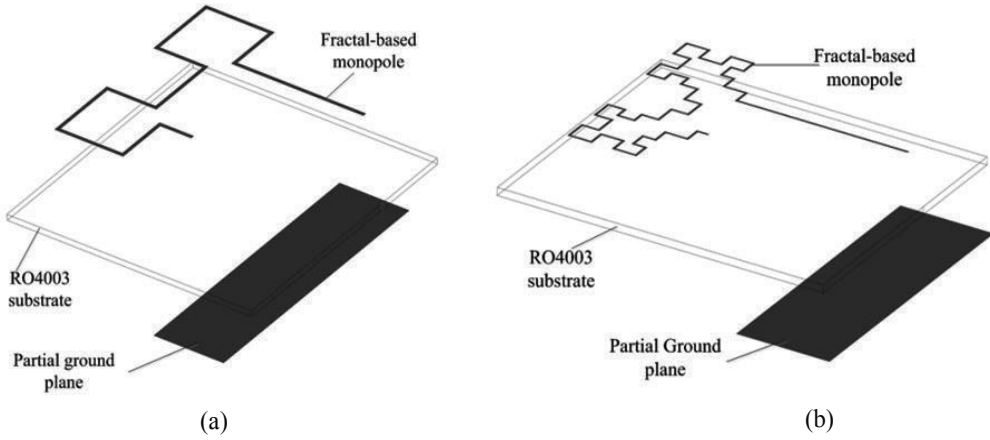 Fractal-based
monopole
RO4003
substrate
Partial ground
plane
(a)
Fractal-based
monopole
RO4003
substrate
Partial Ground
plane
(b)